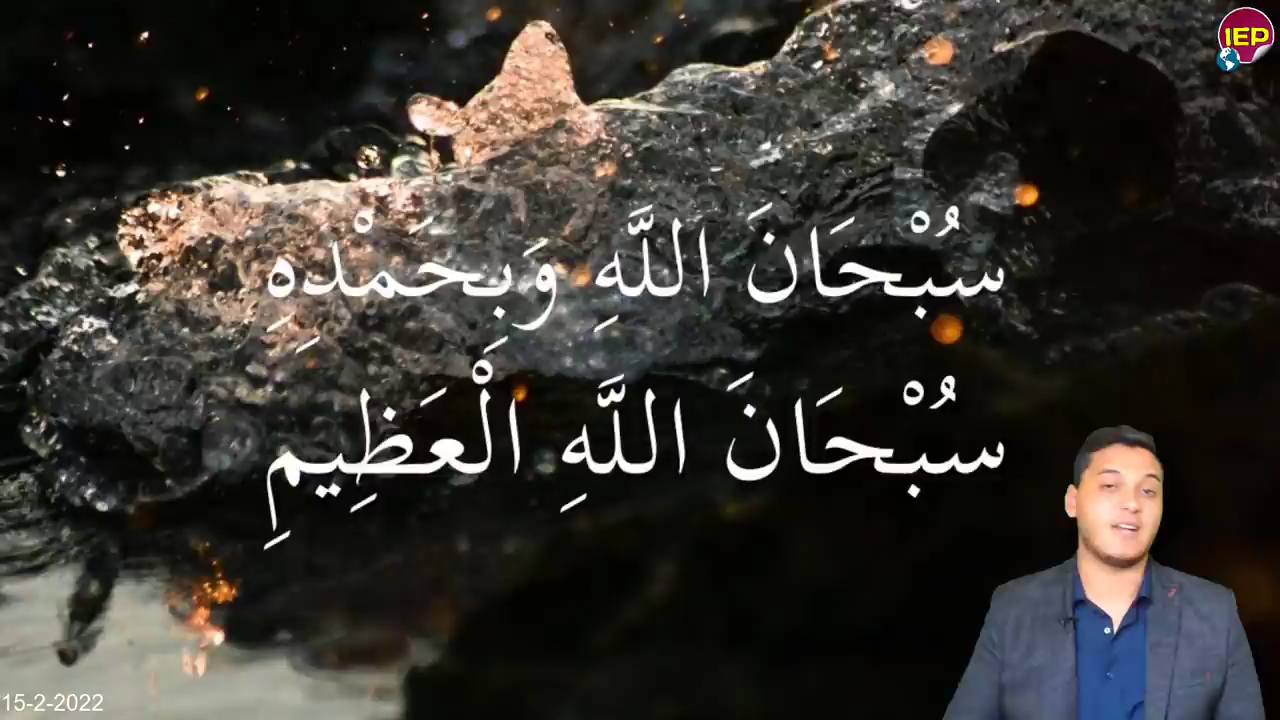 IEP
سُبْحَانَ اللَّهِ وَبِحَمْدِهِ
سُبْحَانَ اللَّهِ الْعَظِيمِ
15-2-2022